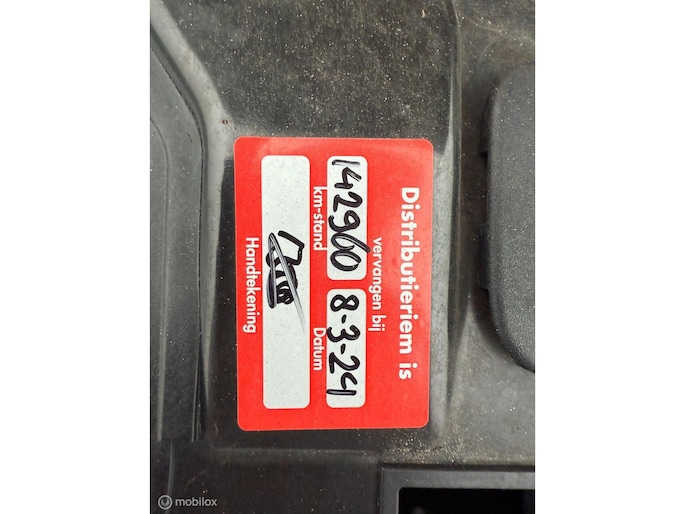 Distributieriem is
vervangen bij
142960 8-3-24
km-stand Datum
Handtekening
mobilox